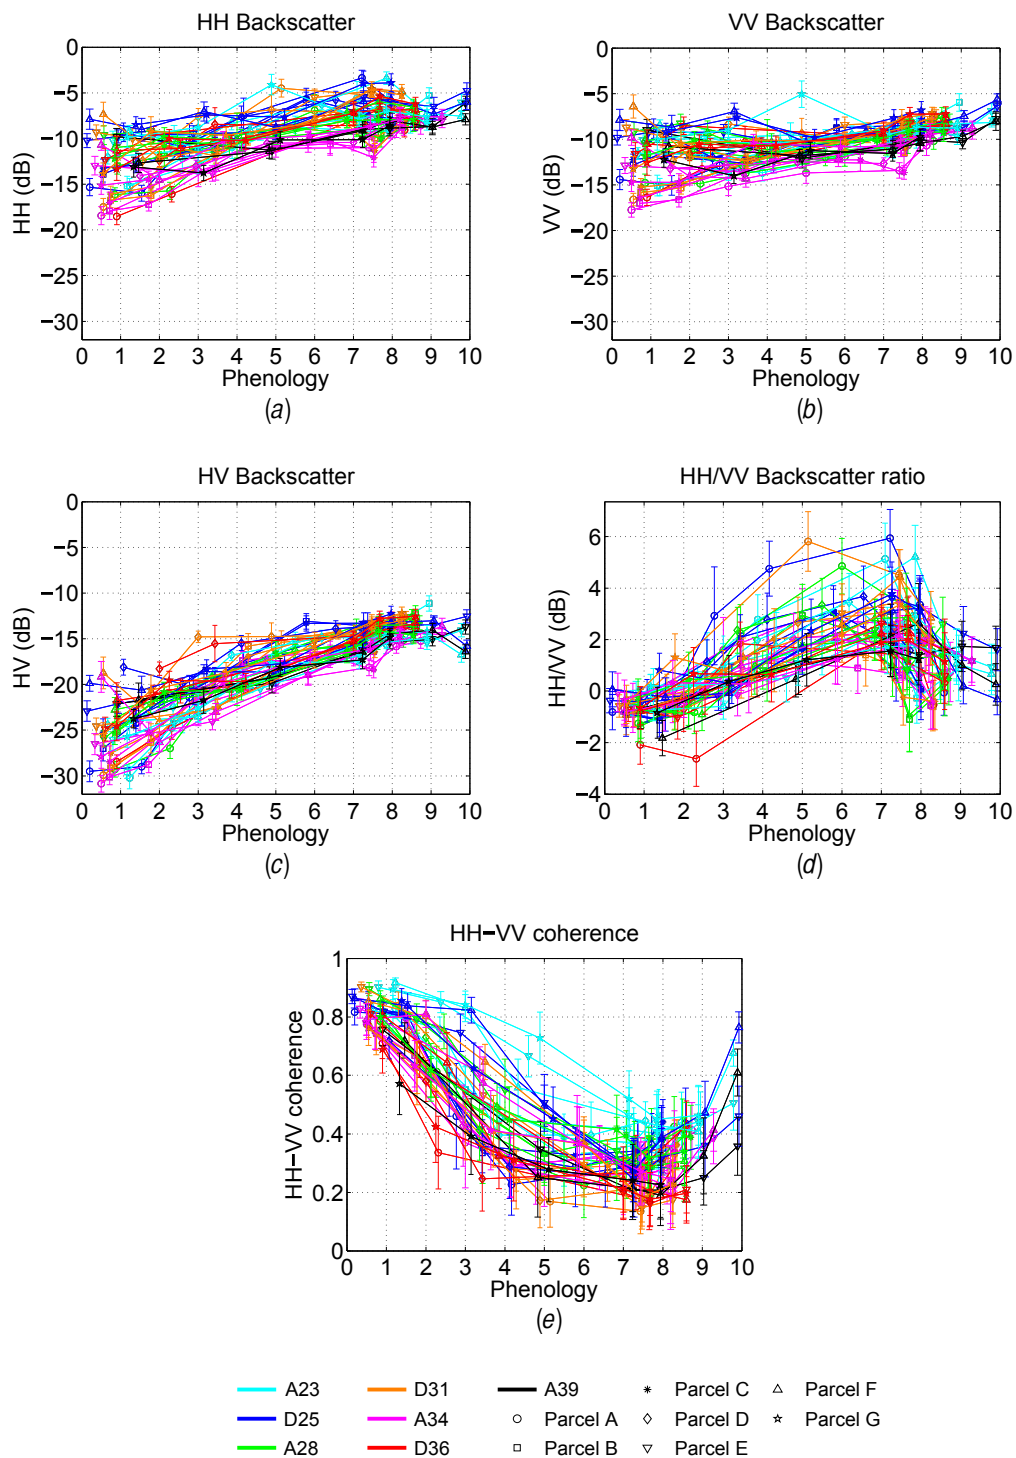 HH Backscatter
0
−5
−10
−15
−20
−25
−30
HH (dB)
0 1 2 3 4 5 6 7 8 9 10
Phenology
(a)
VV Backscatter
0
−5
−10
−15
−20
−25
−30
VV (dB)
0 1 2 3 4 5 6 7 8 9 10
Phenology
(b)
HV Backscatter
0
−5
−10
−15
−20
−25
−30
HV (dB)
0 1 2 3 4 5 6 7 8 9 10
Phenology
(c)
HH/VV Backscatter ratio
6
4
2
0
−2
−4
HH/VV (dB)
0 1 2 3 4 5 6 7 8 9 10
Phenology
(d)
HH−VV coherence
1
0.8
0.6
0.4
0.2
0
HH−VV coherence
0 1 2 3 4 5 6 7 8 9 10
Phenology
(e)
A23 D31 A39 Parcel C Parcel F
D25 A34 Parcel A Parcel D Parcel G
A28 D36 Parcel B Parcel E